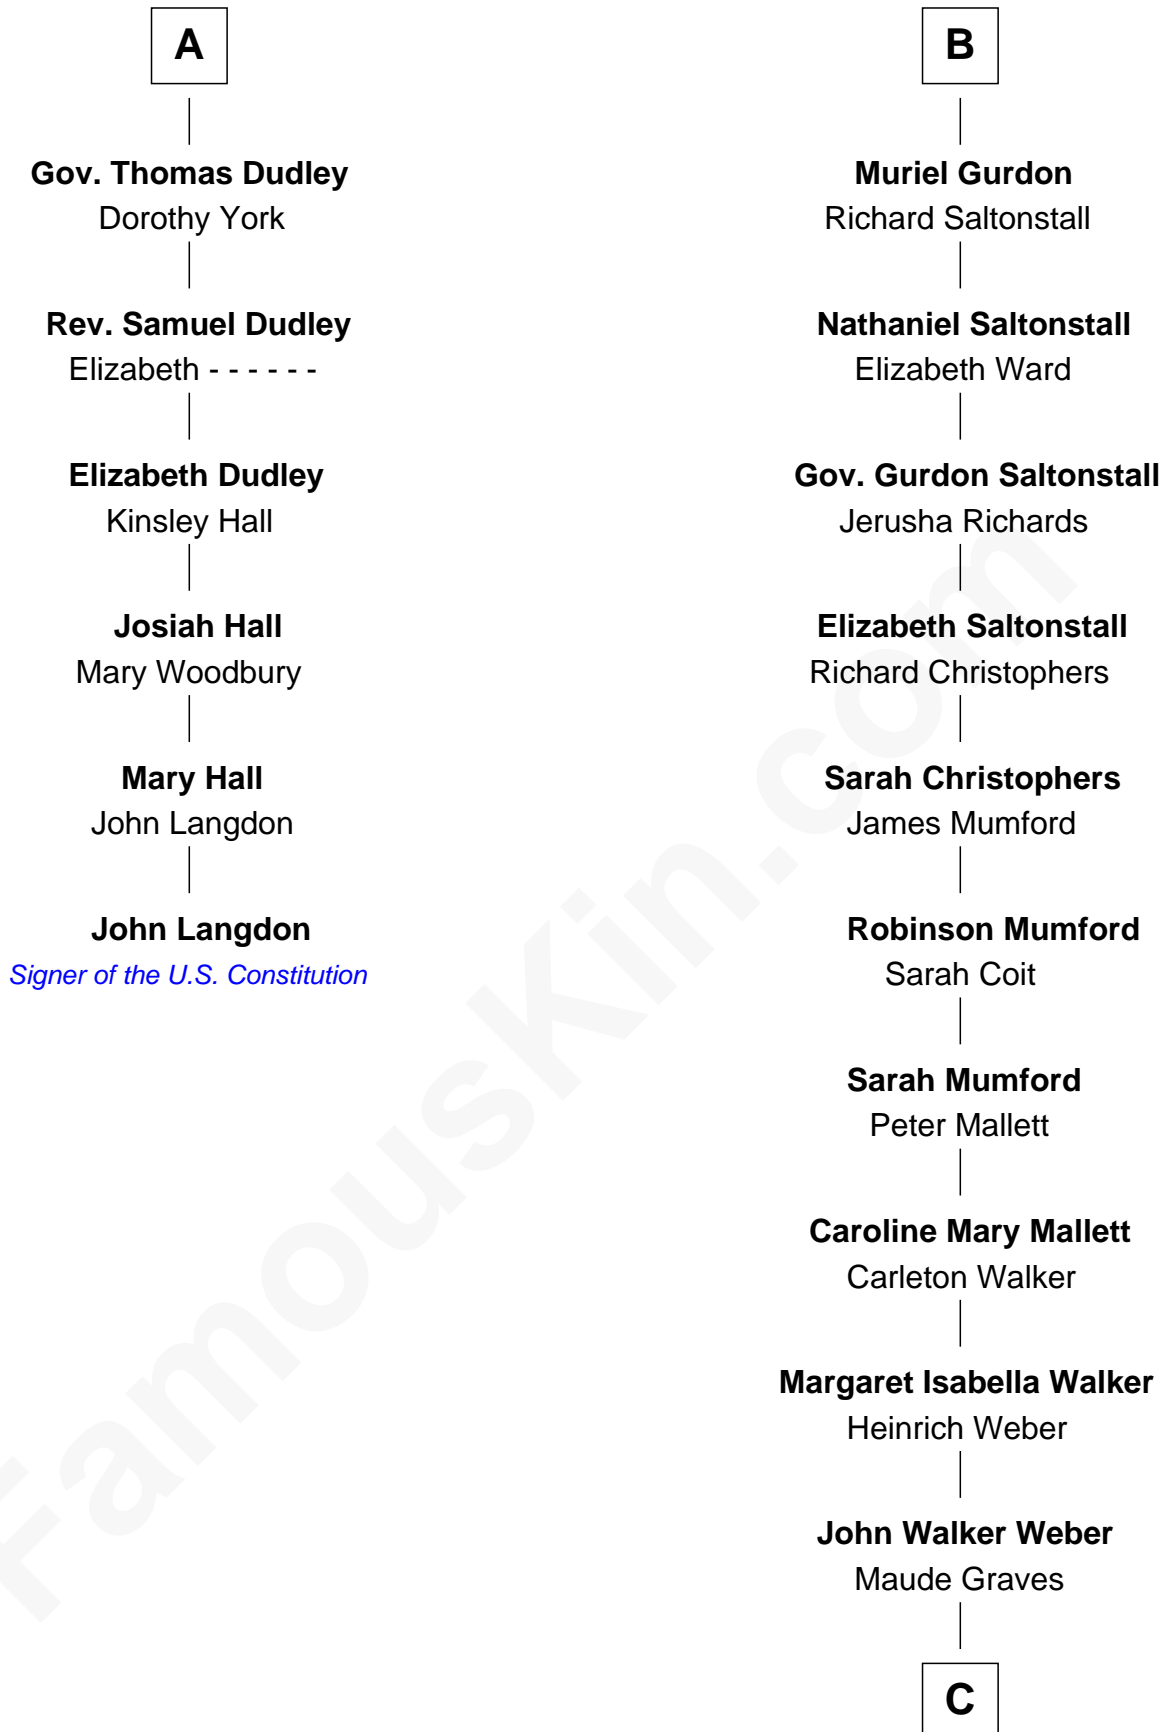 A
Gov. Thomas Dudley
Dorothy York
Rev. Samuel Dudley
Elizabeth - - - - - -
Elizabeth Dudley
Kinsley Hall
Josiah Hall
Mary Woodbury
Mary Hall
John Langdon
John Langdon
Signer of the U.S. Constitution
B
Muriel Gurdon
Richard Saltonstall
Nathaniel Saltonstall
Elizabeth Ward
Gov. Gurdon Saltonstall
Jerusha Richards
Elizabeth Saltonstall
Richard Christophers
Sarah Christophers
James Mumford
Robinson Mumford
Sarah Coit
Sarah Mumford
Peter Mallett
Caroline Mary Mallett
Carleton Walker
Margaret Isabella Walker
Heinrich Weber
John Walker Weber
Maude Graves
C
FamousKin.com